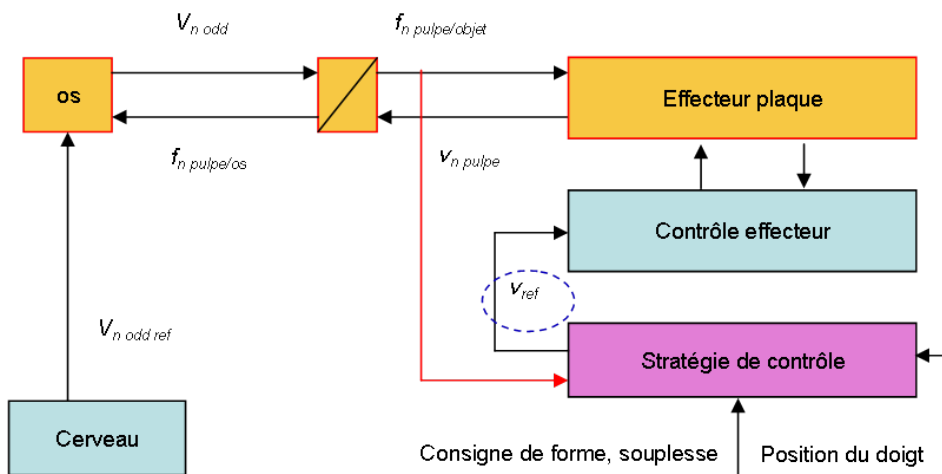 V n odd
f n pulpe/objet
os
Effecteur plaque
f n pulpe/os
v n pulpe
Contrôle effecteur
v ref
V n odd ref
Stratégie de contrôle
Cerveau
Consigne de forme, souplesse
Position du doigt